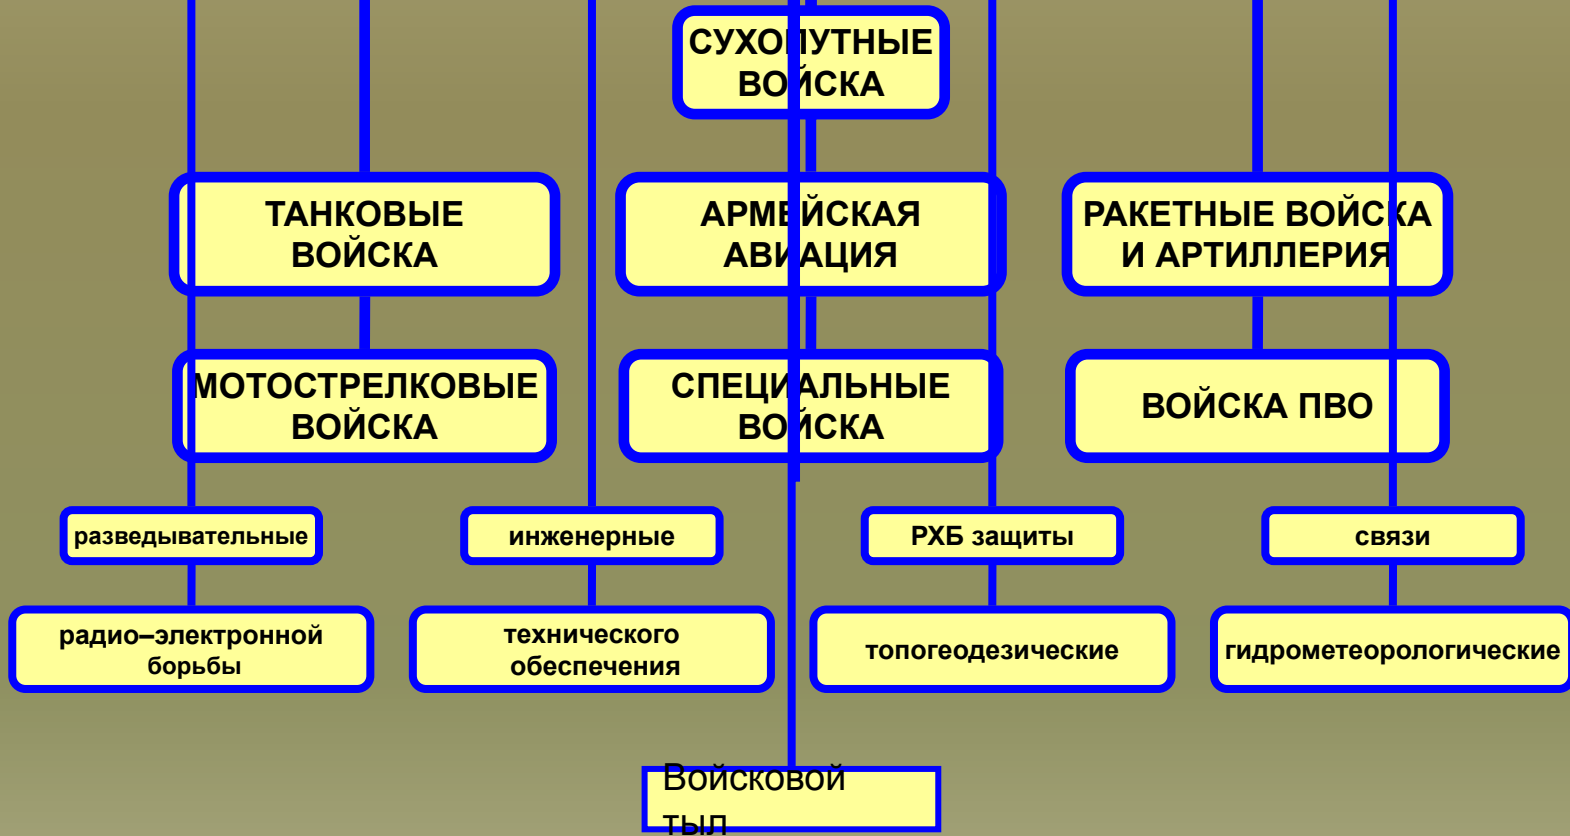 СУХОПУТНЫЕ
ВОЙСКА
ТАНКОВЫЕ
ВОЙСКА
АРМЕЙСКАЯ
АВИАЦИЯ
РАКЕТНЫЕ ВОЙСКА
И АРТИЛЛЕРИЯ
МОТОСТРЕЛКОВЫЕ
ВОЙСКА
СПЕЦИАЛЬНЫЕ
ВОЙСКА
ВОЙСКА ПВО
разведывательные
инженерные
РХБ защиты
связи
радио–электронной
борьбы
технического
обеспечения
топогеодезические
гидрометеорологические
Войсковой
тыл